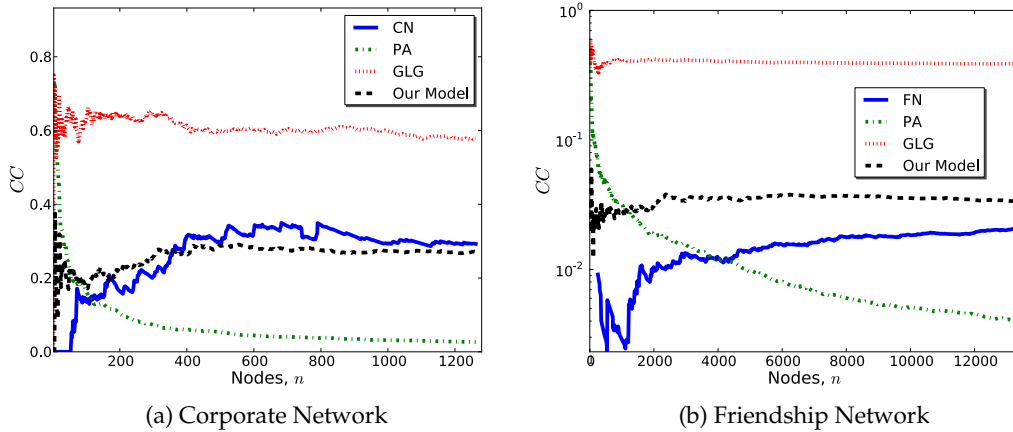 CN
PA
GLG
Our Model
CC
0.8
0.6
0.4
0.2
0.0
200 400 600 800 1000 1200
Nodes, n
(a) Corporate Network
10^0
10^-1
10^-2
FN
PA
GLG
Our Model
CC
0 2000 4000 6000 8000 10000 12000
Nodes, n
(b) Friendship Network